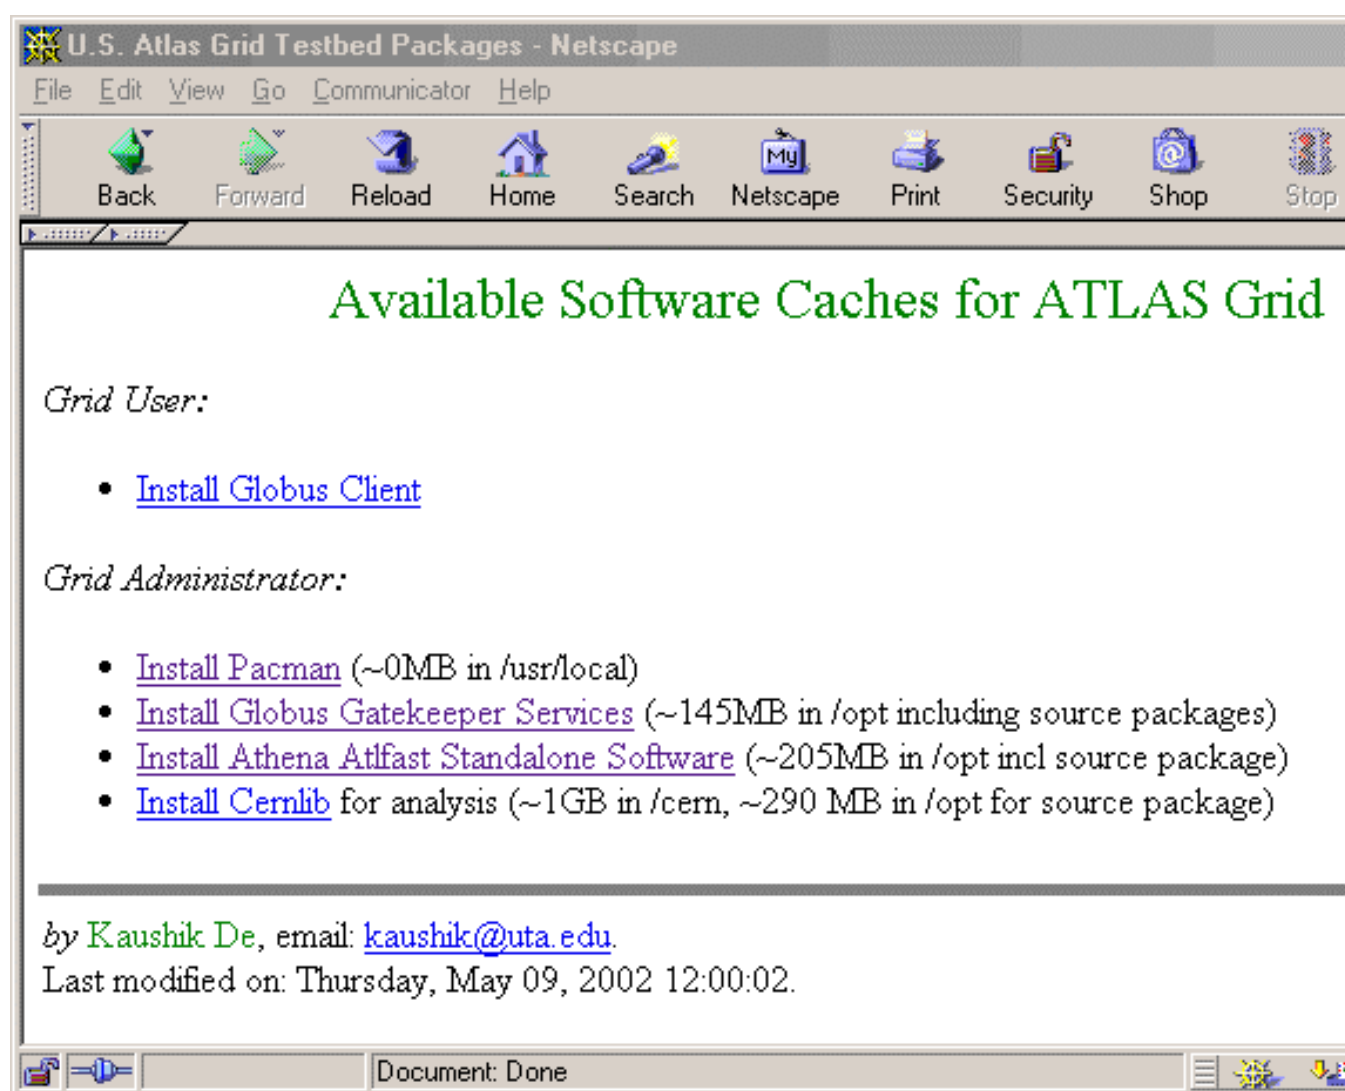 U.S. Atlas Grid Testbed Packages - Netscape
File Edit View Go Communicator Help
My
Back Forward Reload Home Search Netscape Print Security Shop Stop
Available Software Caches for ATLAS Grid
Grid User:
• Install Globus Client
Grid Administrator:
• Install Pacman (~0MB in /usr/local)
• Install Globus Gatekeeper Services (~145MB in /opt including source packages)
• Install Athena Atlfast Standalone Software (~205MB in /opt incl source package)
• Install Cernlib for analysis (~1GB in /cern, ~290 MB in /opt for source package)
by Kaushik De, email: kaushik@uta.edu.
Last modified on: Thursday, May 09, 2002 12:00:02.
Document: Done